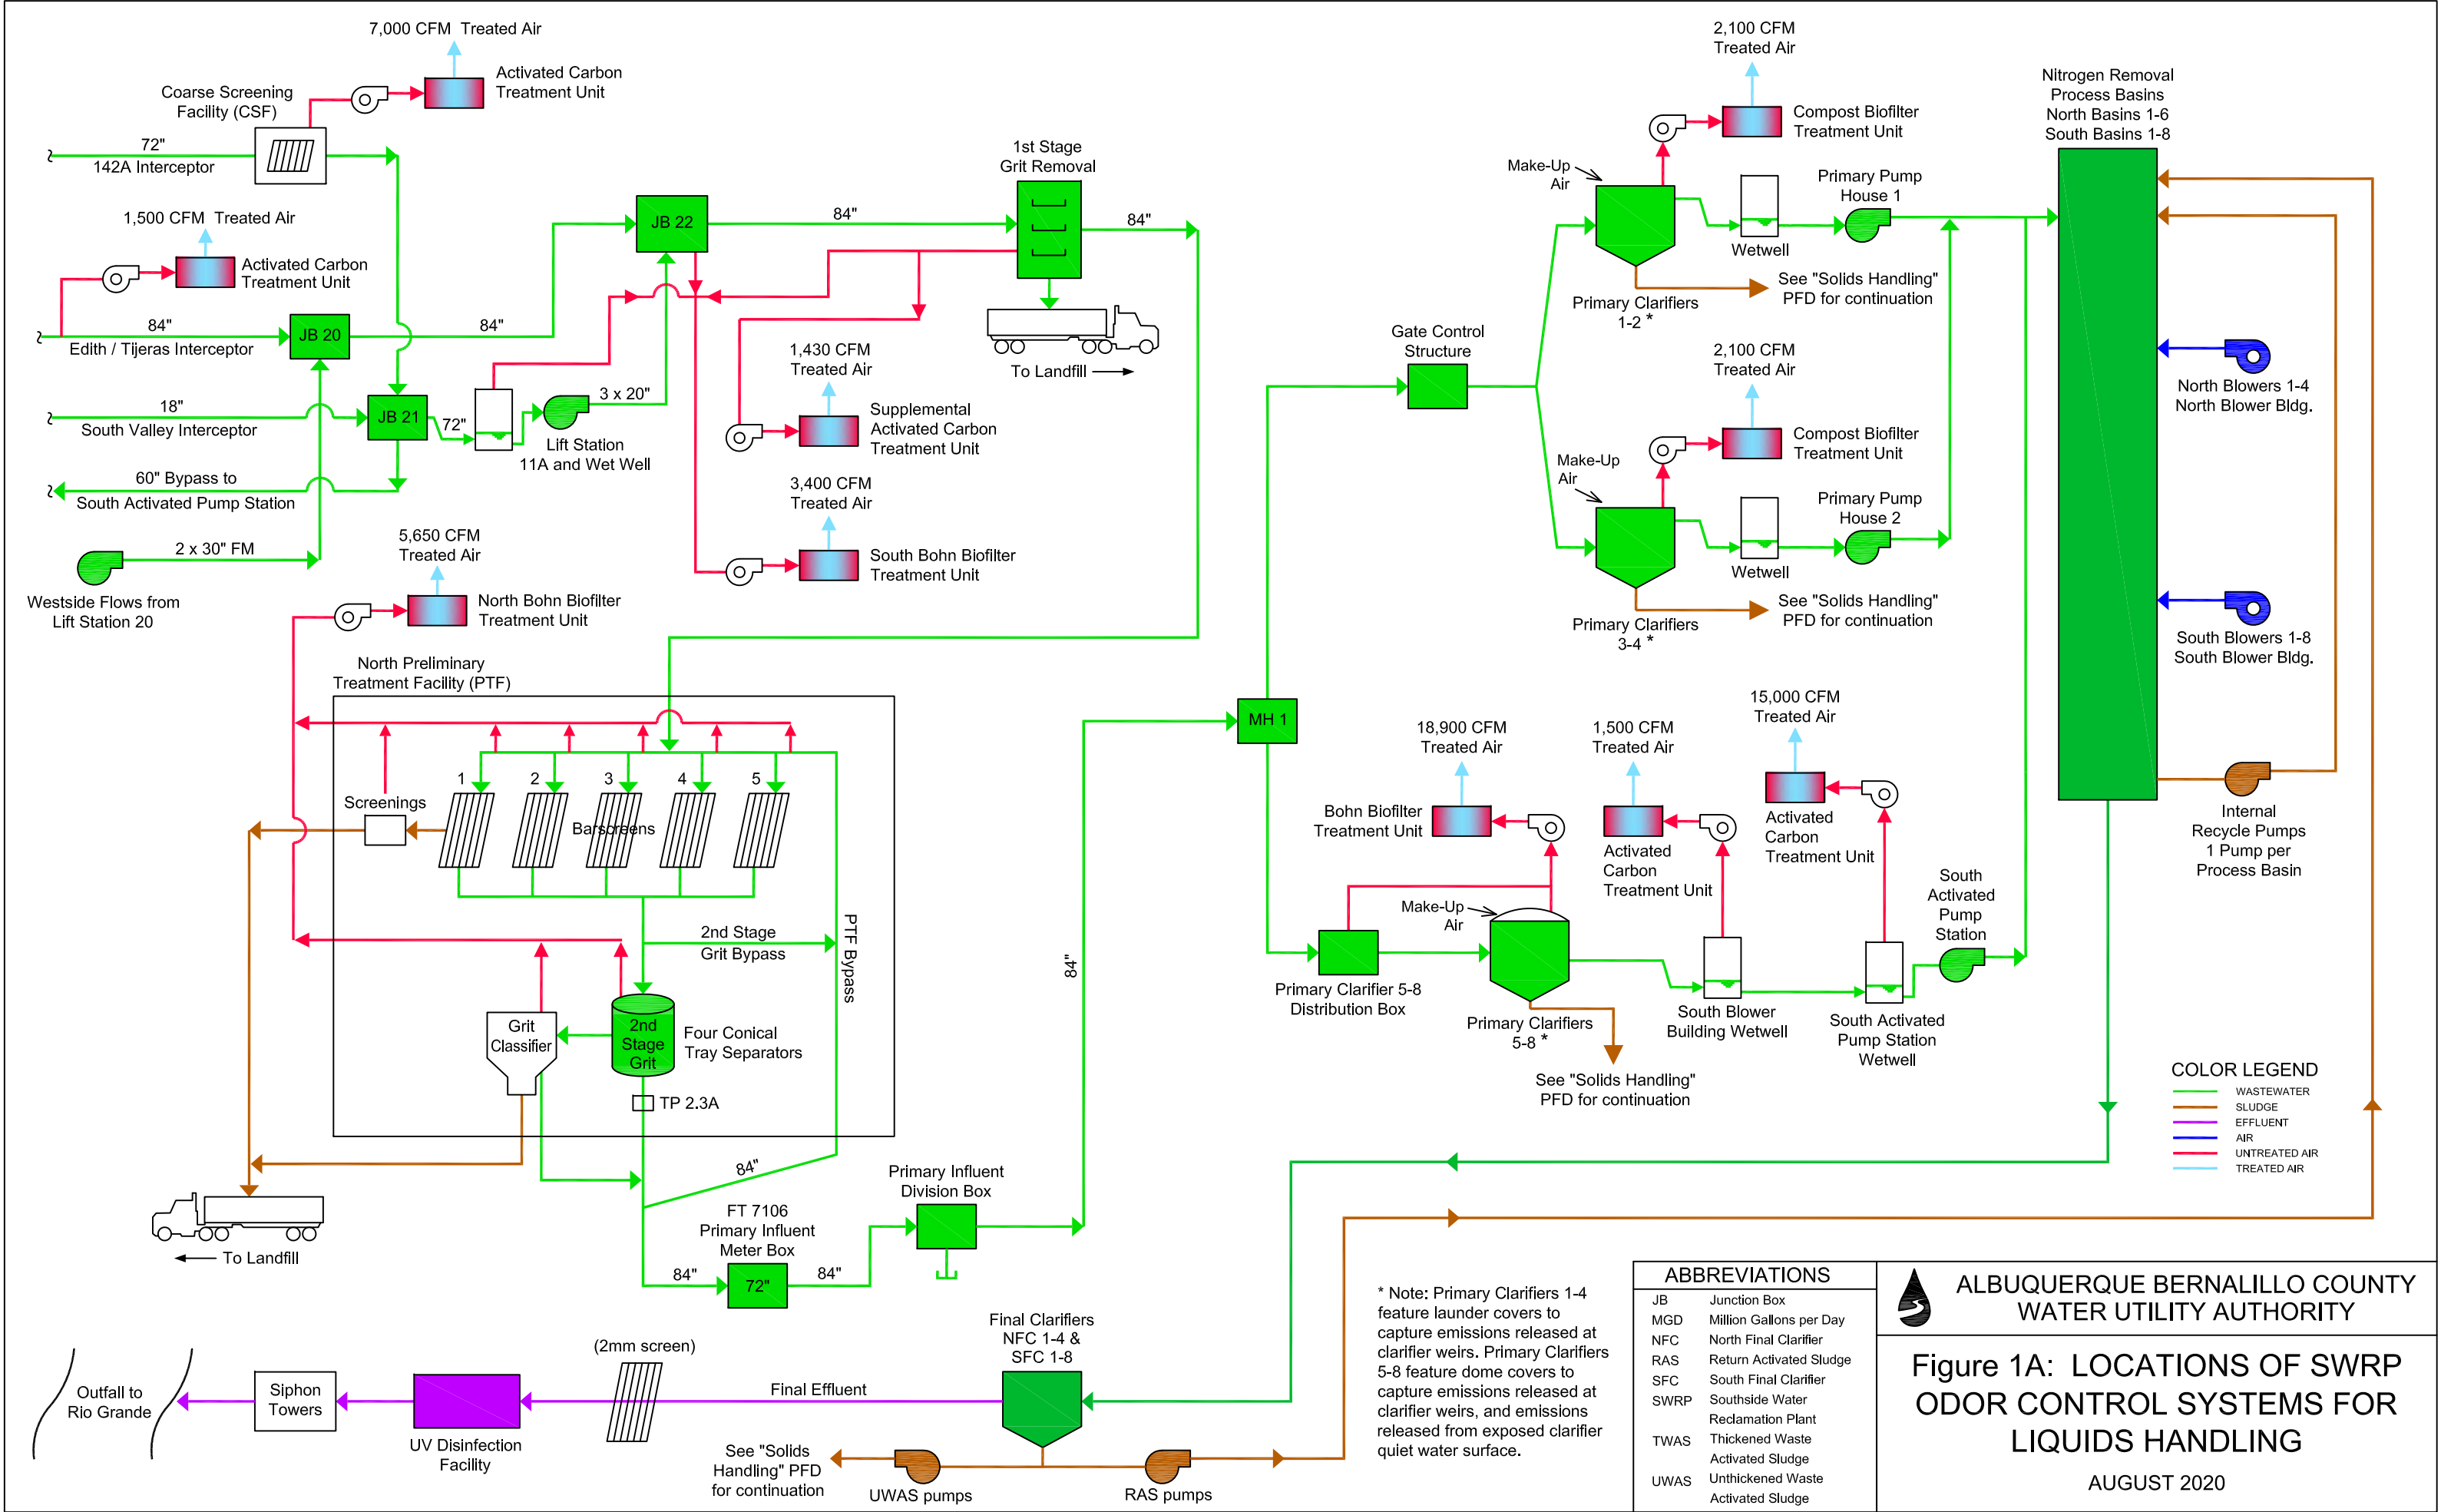 7,000 CFM  Treated Air
Activated Carbon
Treatment Unit
Coarse Screening
Facility (CSF)
72"
142A Interceptor
1,500 CFM  Treated Air
Activated Carbon
Treatment Unit
84"
Edith / Tijeras Interceptor
JB 20
84"
18"
South Valley Interceptor
JB 21
72"
60" Bypass to
South Activated Pump Station
2 x 30" FM
Westside Flows from
Lift Station 20
Lift Station
11A and Wet Well
3 x 20"
JB 22
84"
1st Stage
Grit Removal
84"
To Landfill
1,430 CFM
Treated Air
Supplemental
Activated Carbon
Treatment Unit
3,400 CFM
Treated Air
South Bohn Biofilter
Treatment Unit
5,650 CFM
Treated Air
North Bohn Biofilter
Treatment Unit
North Preliminary
Treatment Facility (PTF)
1
2
3
4
5
Screenings
Barscreens
2nd Stage
Grit Bypass
PTF Bypass
Grit
Classifier
2nd
Stage
Grit
Four Conical
Tray Separators
TP 2.3A
84"
To Landfill
FT 7106
Primary Influent
Meter Box
84"
72"
84"
Primary Influent
Division Box
84"
MH 1
Gate Control
Structure
2,100 CFM
Treated Air
Compost Biofilter
Treatment Unit
Make-Up
Air
Primary Pump
House 1
Wetwell
Primary Clarifiers
1-2 *
See "Solids Handling"
PFD for continuation
2,100 CFM
Treated Air
Compost Biofilter
Treatment Unit
Make-Up
Air
Primary Pump
House 2
Wetwell
Primary Clarifiers
3-4 *
See "Solids Handling"
PFD for continuation
Nitrogen Removal
Process Basins
North Basins 1-6
South Basins 1-8
North Blowers 1-4
North Blower Bldg.
South Blowers 1-8
South Blower Bldg.
Internal
Recycle Pumps
1 Pump per
Process Basin
18,900 CFM
Treated Air
Bohn Biofilter
Treatment Unit
1,500 CFM
Treated Air
Activated
Carbon
Treatment Unit
15,000 CFM
Treated Air
Activated
Carbon
Treatment Unit
South
Activated
Pump
Station
Make-Up
Air
Primary Clarifier 5-8
Distribution Box
Primary Clarifiers
5-8 *
See "Solids Handling"
PFD for continuation
South Blower
Building Wetwell
South Activated
Pump Station
Wetwell
COLOR LEGEND
WASTEWATER
SLUDGE
EFFLUENT
AIR
UNTREATED AIR
TREATED AIR
Outfall to
Rio Grande
Siphon
Towers
UV Disinfection
Facility
(2mm screen)
Final Effluent
Final Clarifiers
NFC 1-4 &
SFC 1-8
See "Solids
Handling" PFD
for continuation
UWAS pumps
RAS pumps
* Note: Primary Clarifiers 1-4
feature launder covers to
capture emissions released at
clarifier weirs. Primary Clarifiers
5-8 feature dome covers to
capture emissions released at
clarifier weirs, and emissions
released from exposed clarifier
quiet water surface.
ABBREVIATIONS
JB Junction Box
MGD Million Gallons per Day
NFC North Final Clarifier
RAS Return Activated Sludge
SFC South Final Clarifier
SWRP Southside Water
Reclamation Plant
TWAS Thickened Waste
Activated Sludge
UWAS Unthickened Waste
Activated Sludge
ALBUQUERQUE BERNALILLO COUNTY
WATER UTILITY AUTHORITY
Figure 1A:  LOCATIONS OF SWRP
ODOR CONTROL SYSTEMS FOR
LIQUIDS HANDLING
AUGUST 2020